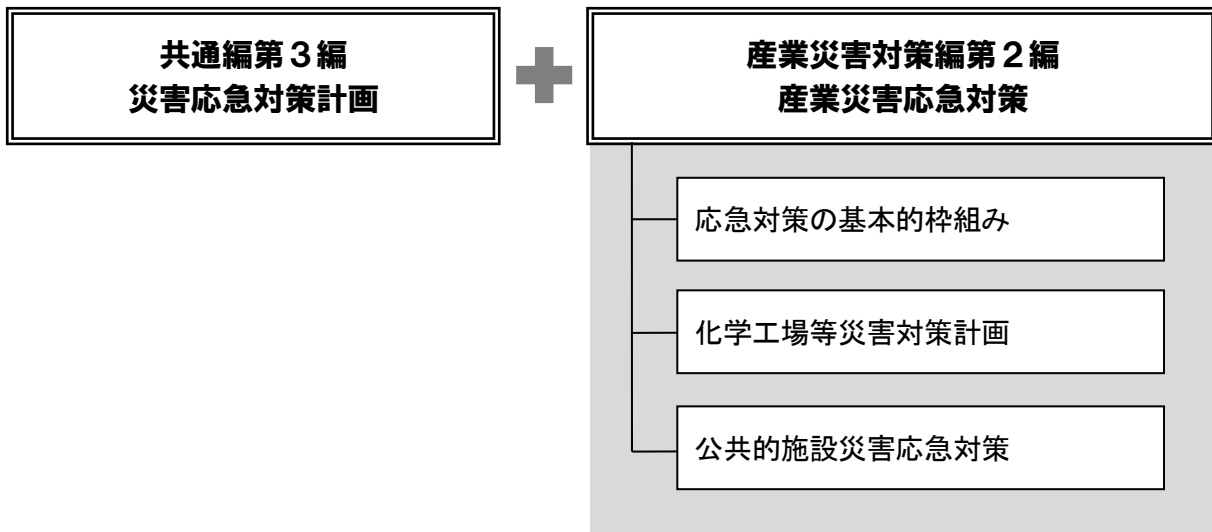 共通編第３編
災害応急対策計画
産業災害対策編第２編
産業災害応急対策
応急対策の基本的枠組み
化学工場等災害対策計画
公共的施設災害応急対策